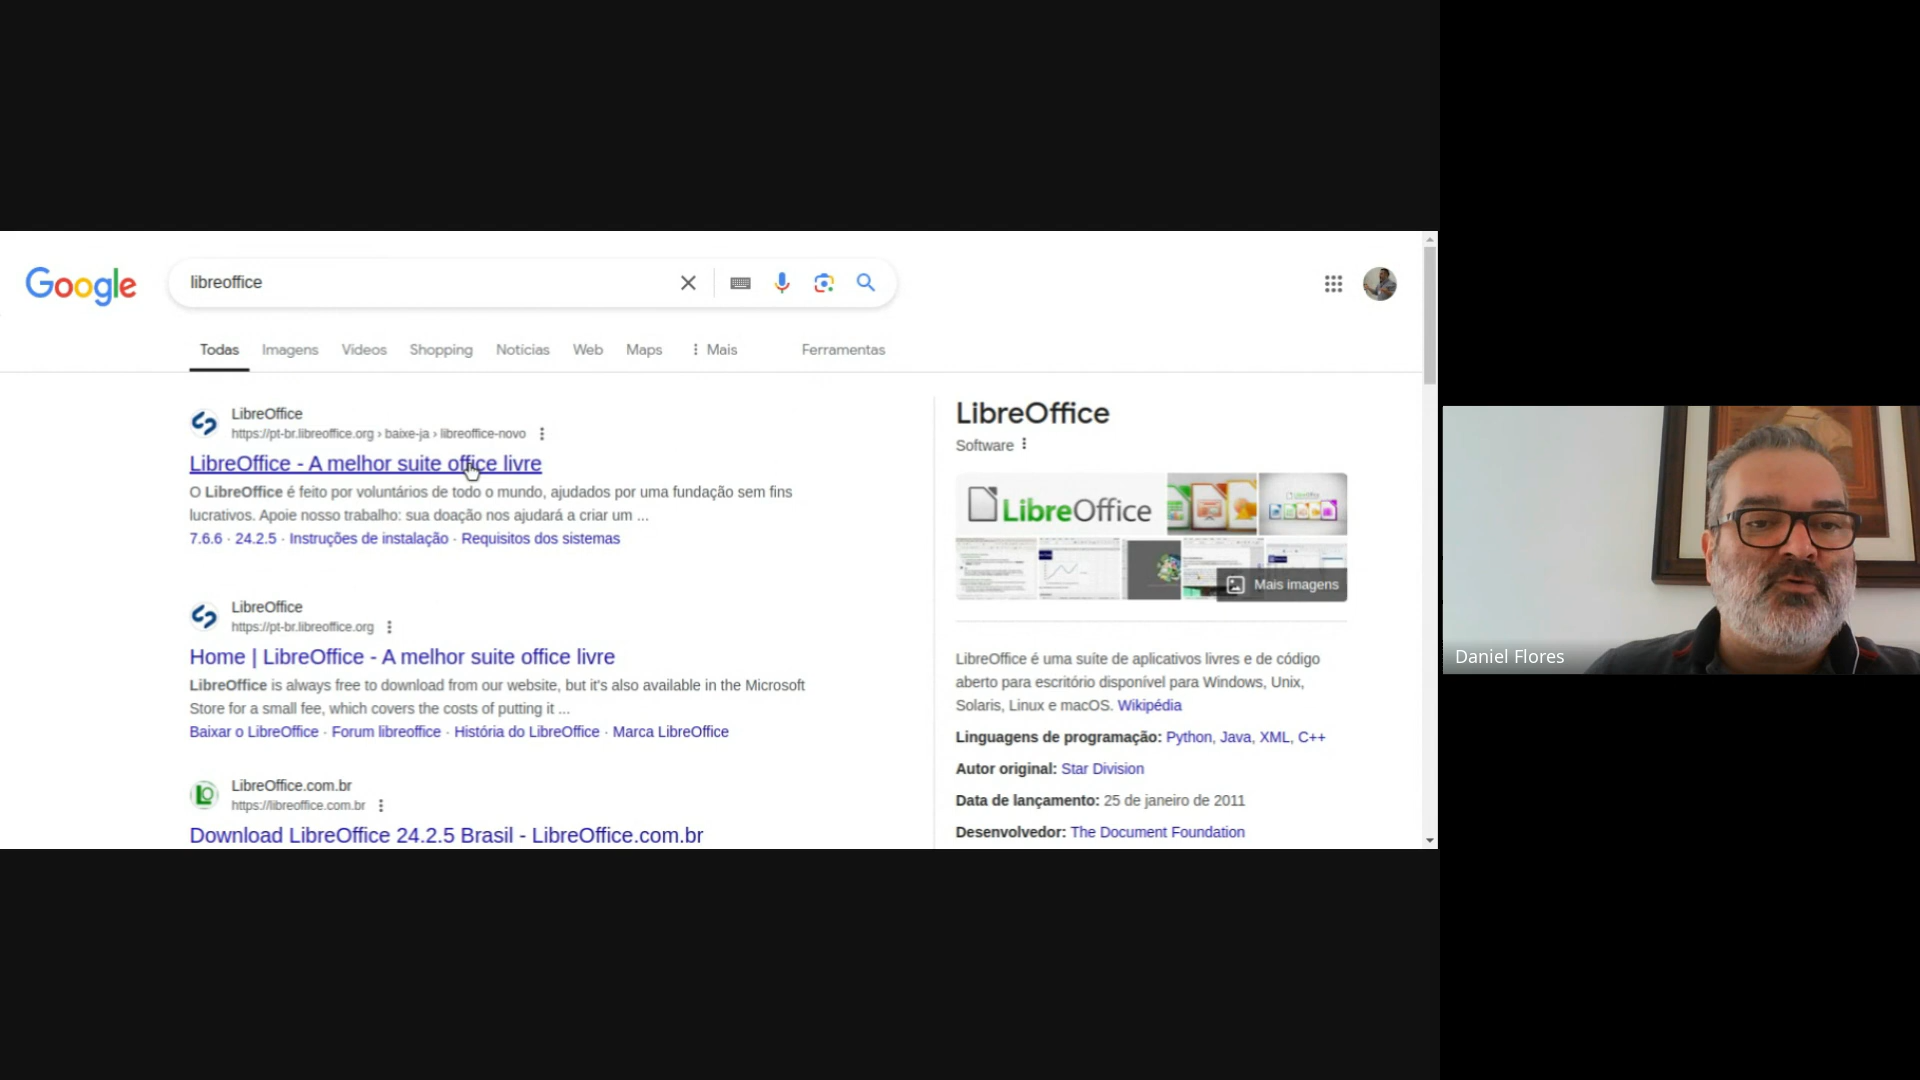 Google
libreoffice
Todas Imagens Vídeos Shopping Notícias Web Maps Mais Ferramentas
LibreOffice
https://pt-br.libreoffice.org › baixe-ja › libreoffice-novo
LibreOffice - A melhor suite office livre
O LibreOffice é feito por voluntários de todo o mundo, ajudados por uma fundação sem fins
lucrativos. Apoie nosso trabalho: sua doação nos ajudará a criar um ...
7.6.6 · 24.2.5 · Instruções de instalação · Requisitos dos sistemas
LibreOffice
https://pt-br.libreoffice.org
Home | LibreOffice - A melhor suite office livre
LibreOffice is always free to download from our website, but it's also available in the Microsoft
Store for a small fee, which covers the costs of putting it ...
Baixar o LibreOffice · Forum libreoffice · História do LibreOffice · Marca LibreOffice
LibreOffice.com.br
https://libreoffice.com.br
Download LibreOffice 24.2.5 Brasil - LibreOffice.com.br
LibreOffice
Software
LibreOffice
Mais imagens
LibreOffice é uma suíte de aplicativos livres e de código
aberto para escritório disponível para Windows, Unix,
Solaris, Linux e macOS. Wikipédia
Linguagens de programação: Python, Java, XML, C++
Autor original: Star Division
Data de lançamento: 25 de janeiro de 2011
Desenvolvedor: The Document Foundation
Daniel Flores